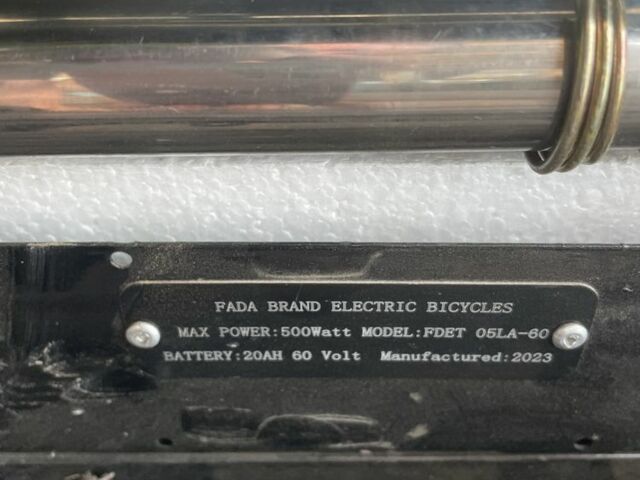 FADA BRAND ELECTRIC BICYCLES
MAX POWER:500Watt MODEL:FDET 05LA-60
BATTERY:20AH 60 Volt Manufactured:2023